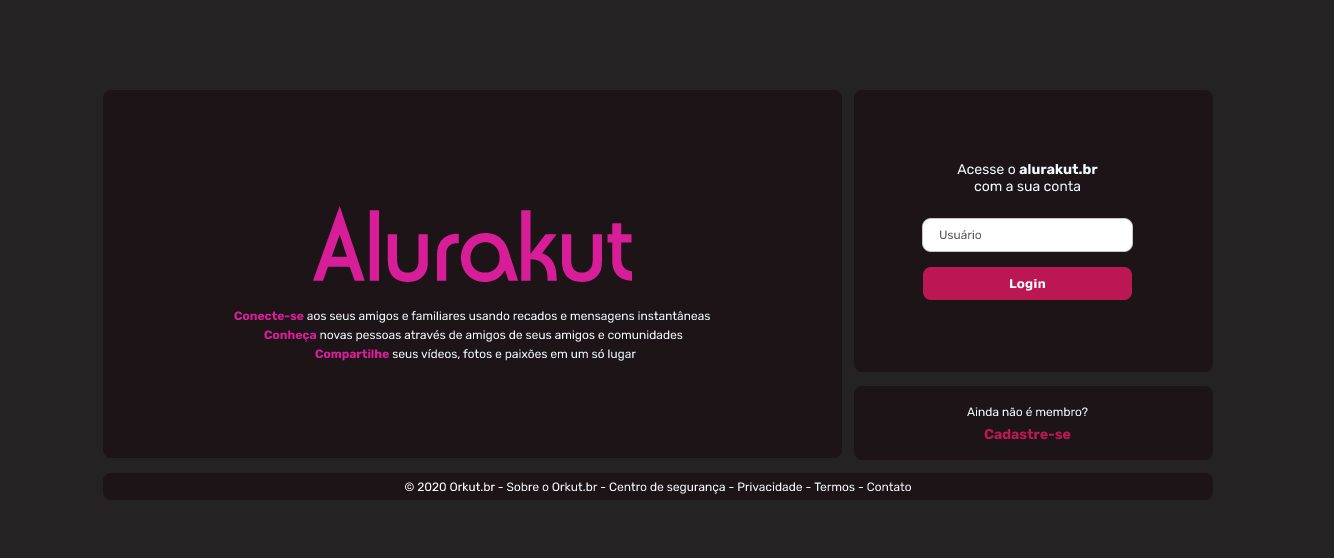 Alurakut
Conecte-se aos seus amigos e familiares usando recados e mensagens instantâneas
Conheça novas pessoas através de amigos de seus amigos e comunidades
Compartilhe seus vídeos, fotos e paixões em um só lugar
Acesse o alurakut.br
com a sua conta
Usuário
Login
Ainda não é membro?
Cadastre-se
© 2020 Orkut.br - Sobre o Orkut.br - Centro de segurança - Privacidade - Termos - Contato